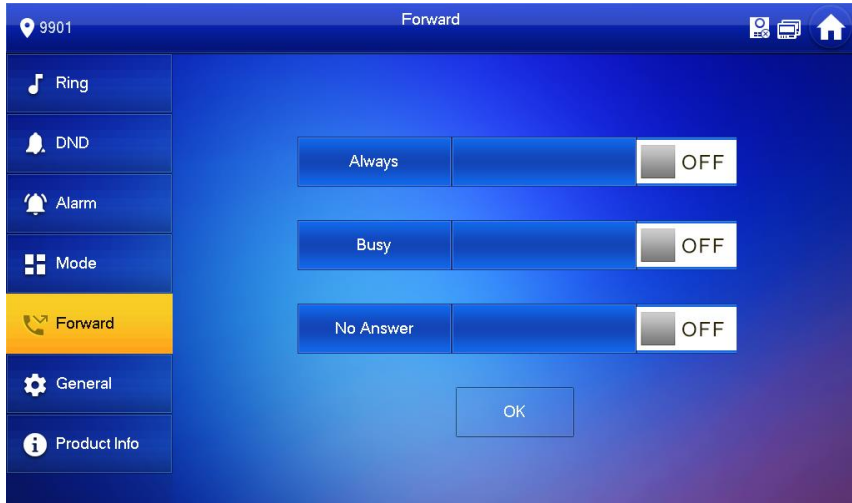 9901
Forward
Ring
DND
Alarm
Mode
Forward
General
Product Info
Always
OFF
Busy
OFF
No Answer
OFF
OK